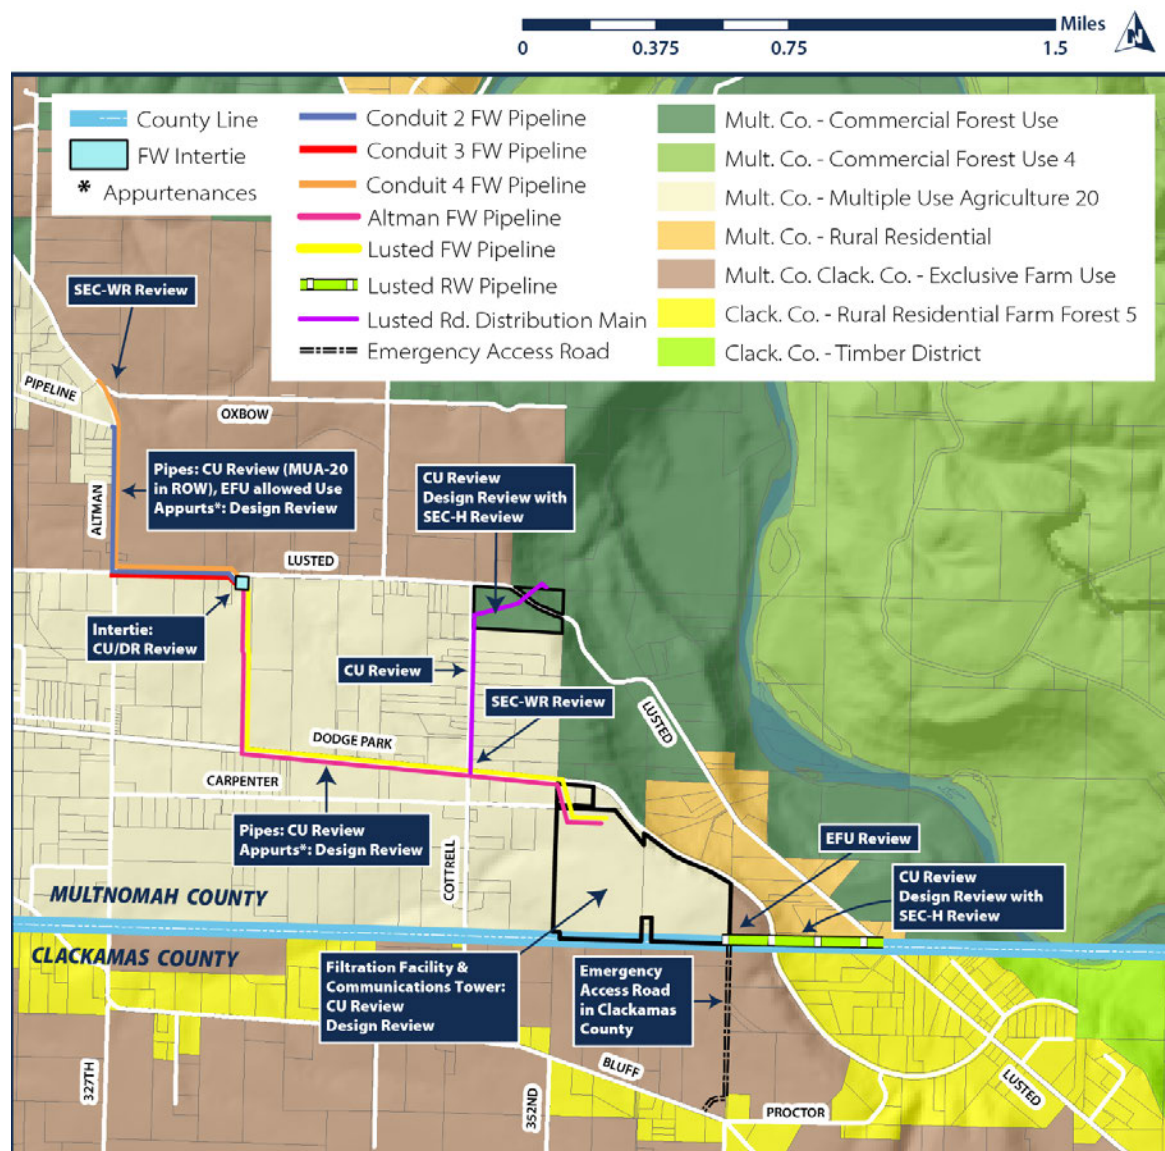 Miles
N
0
0.375
0.75
1.5
County Line
FW Intertie
* Appurtenances
Conduit 2 FW Pipeline
Conduit 3 FW Pipeline
Conduit 4 FW Pipeline
Altman FW Pipeline
Lusted FW Pipeline
Lusted RW Pipeline
Lusted Rd. Distribution Main
Emergency Access Road
Mult. Co. - Commercial Forest Use
Mult. Co. - Commercial Forest Use 4
Mult. Co. - Multiple Use Agriculture 20
Mult. Co. - Rural Residential
Mult. Co. Clack. Co. - Exclusive Farm Use
Clack. Co. - Rural Residential Farm Forest 5
Clack. Co. - Timber District
SEC-WR Review
PIPELINE
OXBOW
ALTMAN
Pipes: CU Review (MUA-20
in ROW), EFU allowed Use
Appurts*: Design Review
CU Review
Design Review with
SEC-H Review
LUSTED
Intertie:
CU/DR Review
CU Review
SEC-WR Review
LUSTED
DODGE PARK
CARPENTER
Pipes: CU Review
Appurts*: Design Review
COTTRELL
EFU Review
CU Review
Design Review with
SEC-H Review
MULTNOMAH COUNTY
CLACKAMAS COUNTY
Filtration Facility &
Communications Tower:
CU Review
Design Review
Emergency
Access Road
in Clackamas
County
327TH
352ND
BLUFF
PROCTOR
LUSTED